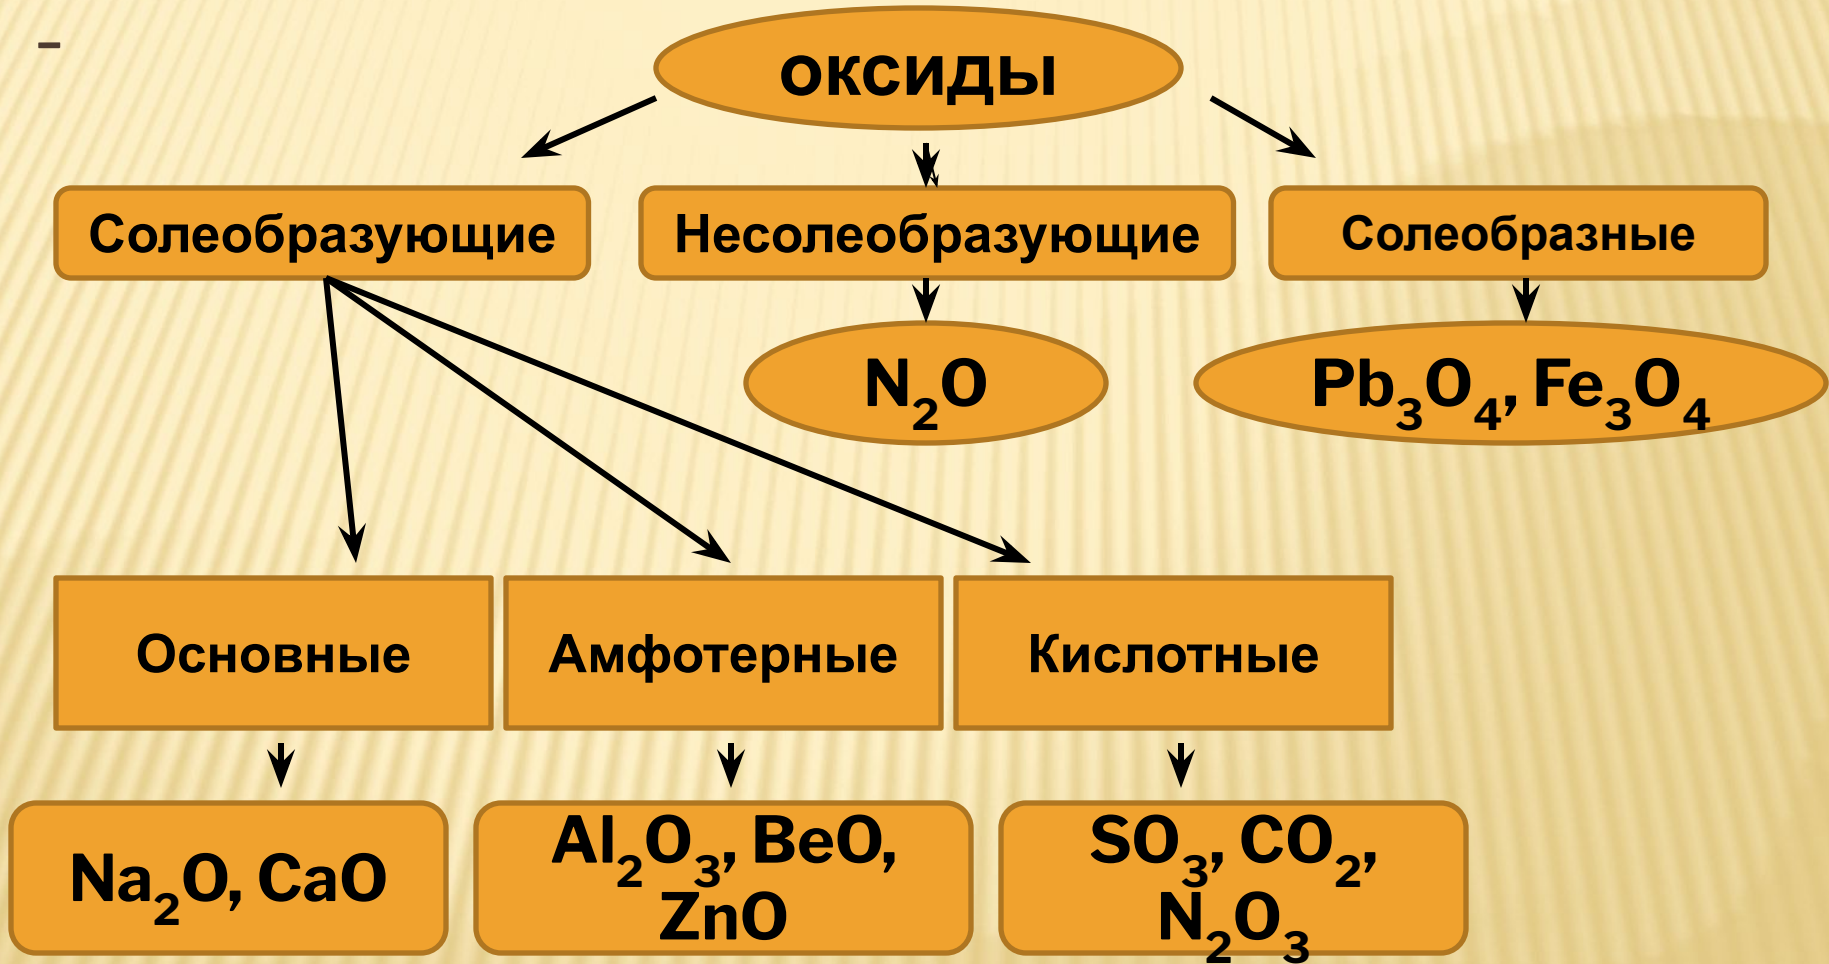 –
оксиды
Солеобразующие
Несолеобразующие
Солеобразные
N₂O
Pb₃O₄, Fe₃O₄
Основные
Амфотерные
Кислотные
Na₂O, CaO
Al₂O₃, BeO,
ZnO
SO₃, CO₂,
N₂O₃